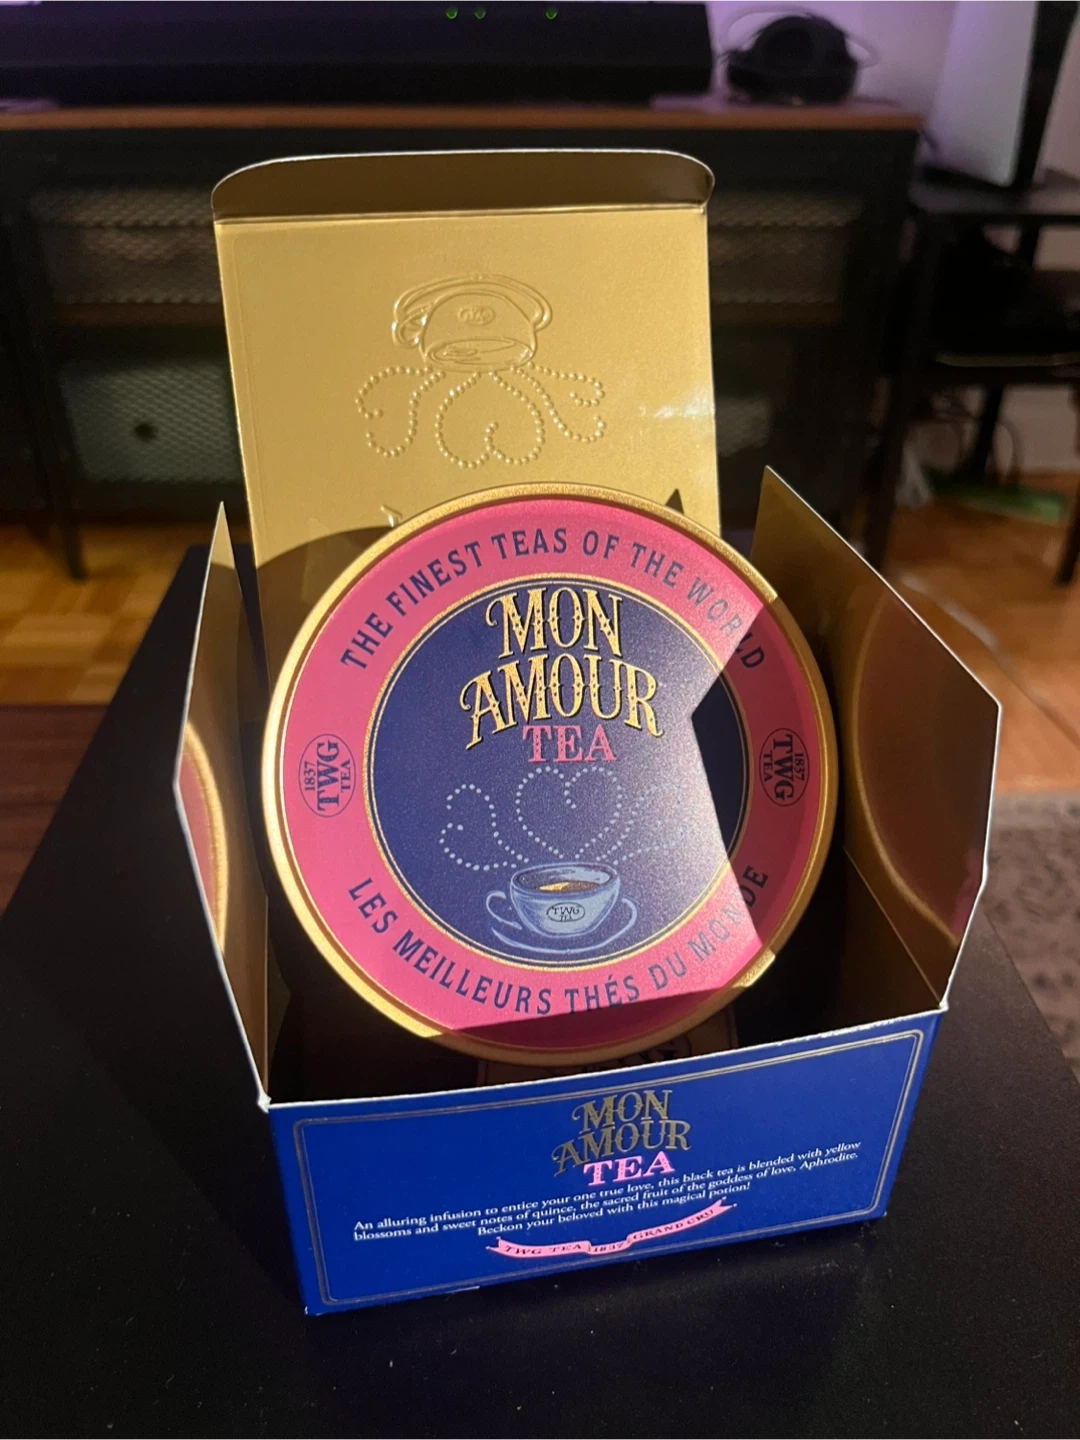 THE FINEST TEAS OF THE WORLD
MON
AMOUR
TEA
1837
TWG
TEA
1837
TWG
TEA
TWG
TEA
LES MEILLEURS THÉS DU MONDE
MON
AMOUR
TEA
An alluring infusion to entice your one true love, this black tea is blended with yellow
blossoms and sweet notes of quince, the sacred fruit of the goddess of love, Aphrodite.
Beckon your beloved with this magical potion!
TWG TEA 1837 GRAND CRU